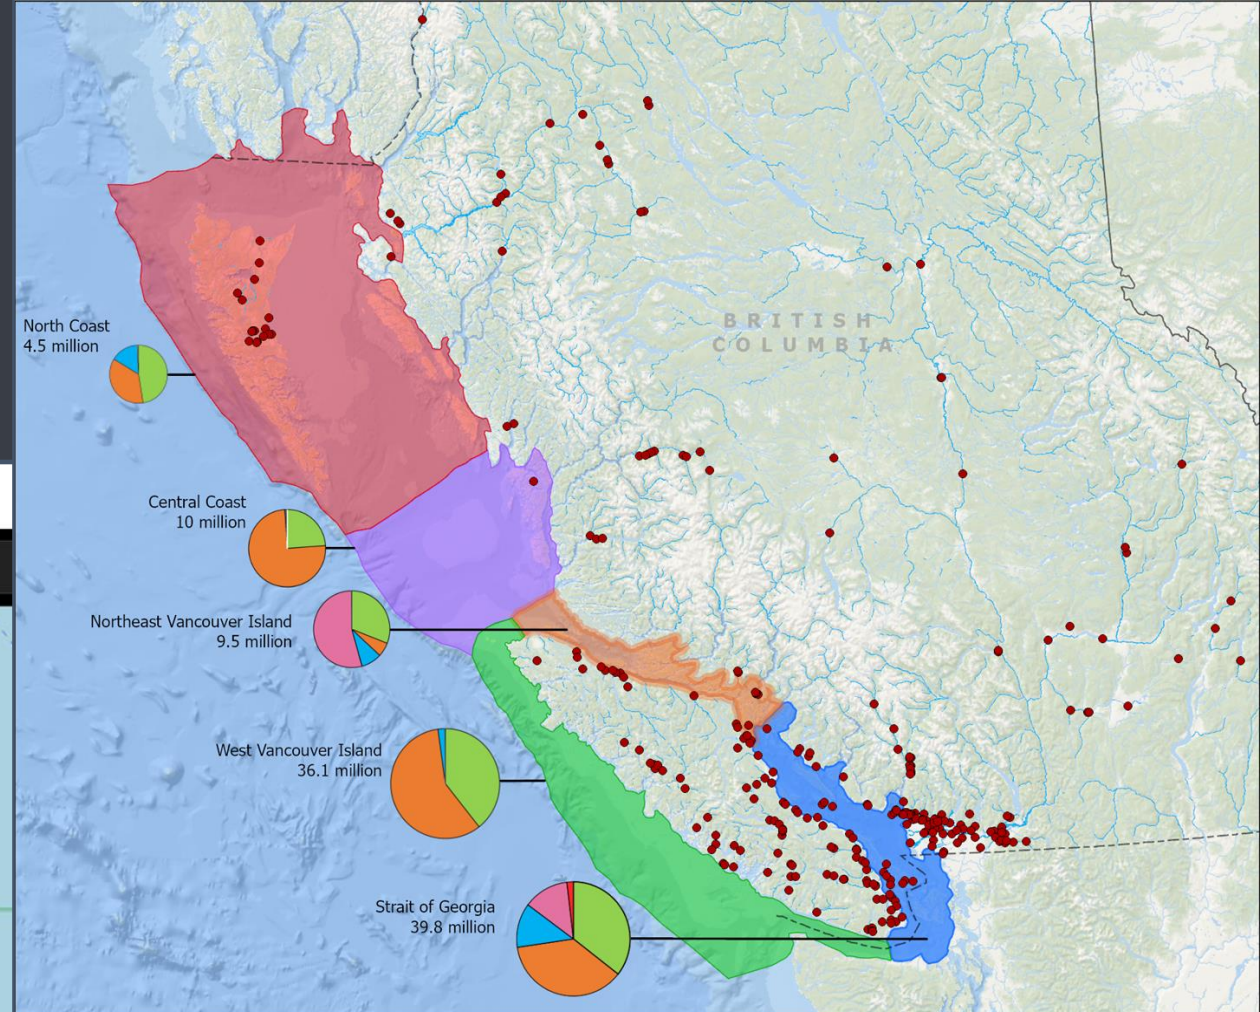 BRITISH
COLUMBIA
North Coast
4.5 million
Central Coast
10 million
Northeast Vancouver Island
9.5 million
West Vancouver Island
36.1 million
Strait of Georgia
39.8 million